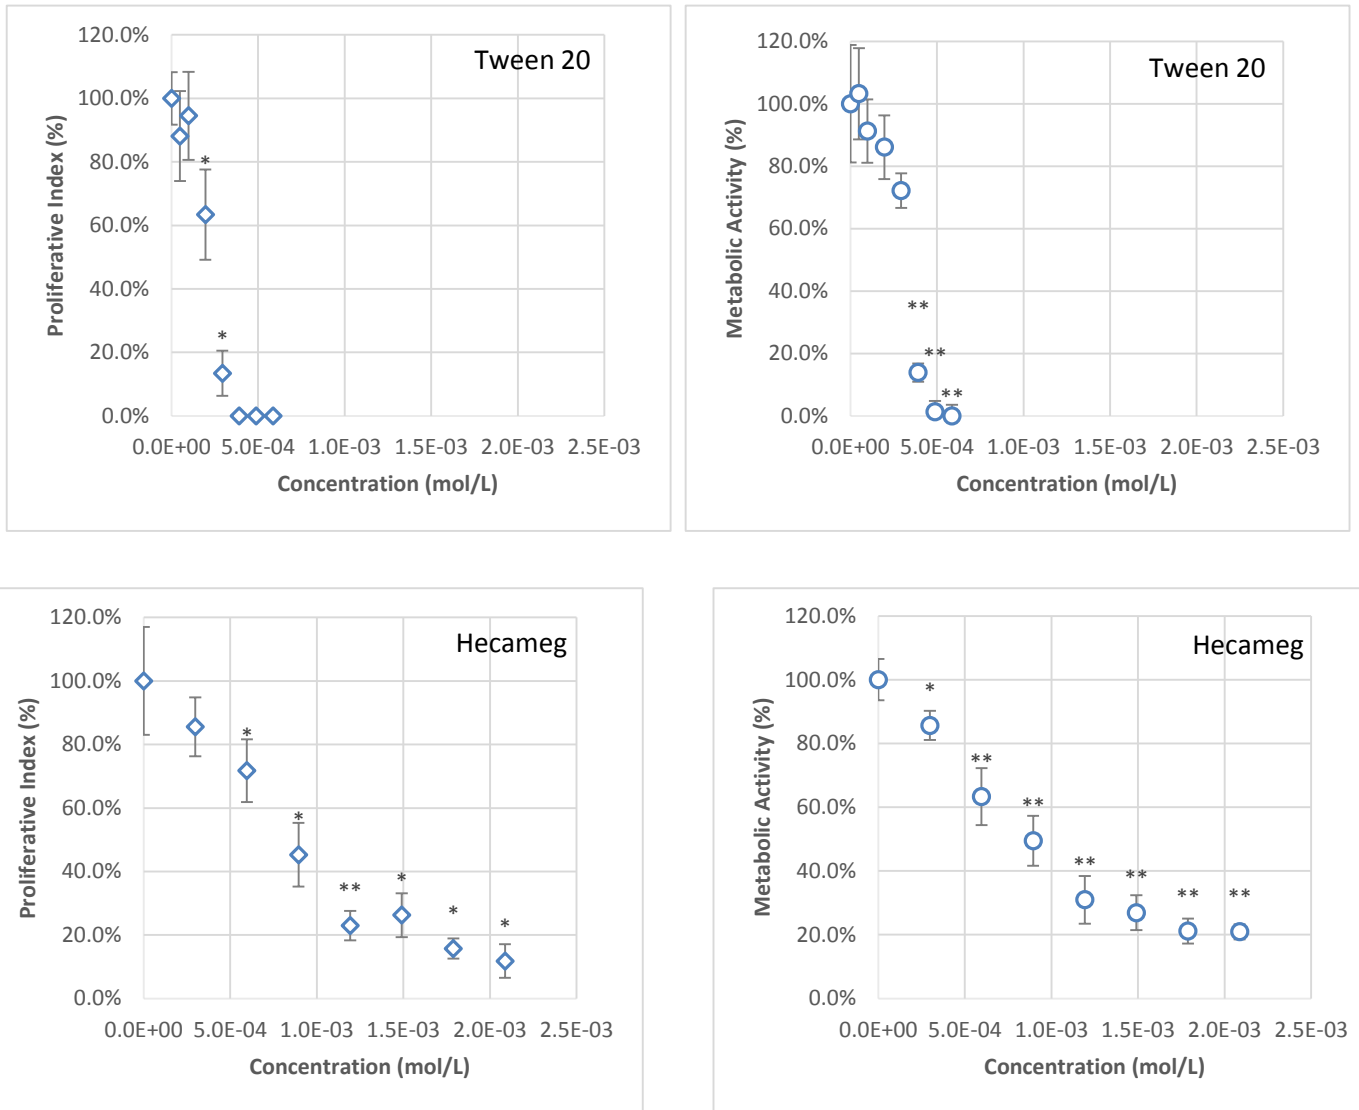 120.0%
Tween 20
100.0%
80.0%
*
60.0%
40.0%
*
20.0%
0.0%
0.0E+00 5.0E-04 1.0E-03 1.5E-03 2.0E-03 2.5E-03
Proliferative Index (%)
Concentration (mol/L)
120.0%
Tween 20
100.0%
80.0%
60.0%
40.0%
**
20.0%
**
**
0.0%
0.0E+00 5.0E-04 1.0E-03 1.5E-03 2.0E-03 2.5E-03
Metabolic Activity (%)
Concentration (mol/L)
120.0%
Hecameg
100.0%
80.0%
*
60.0%
*
40.0%
** * * *
20.0%
0.0%
0.0E+00 5.0E-04 1.0E-03 1.5E-03 2.0E-03 2.5E-03
Proliferative Index (%)
Concentration (mol/L)
120.0%
Hecameg
100.0%
*
80.0%
**
60.0%
**
40.0%
** ** ** **
20.0%
0.0%
0.0E+00 5.0E-04 1.0E-03 1.5E-03 2.0E-03 2.5E-03
Metabolic Activity (%)
Concentration (mol/L)